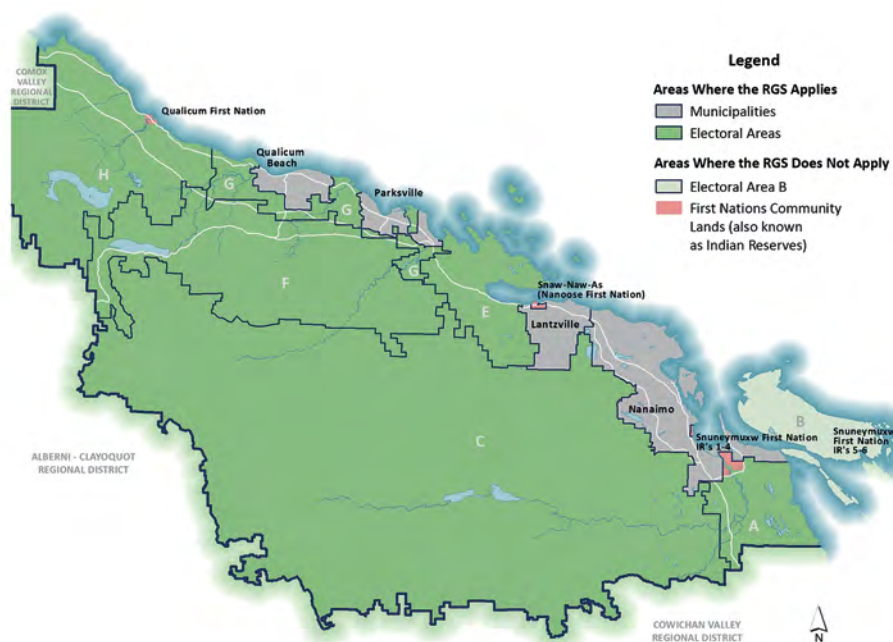 Legend
Areas Where the RGS Applies
Municipalities
Electoral Areas
Areas Where the RGS Does Not Apply
Electoral Area B
First Nations Community
Lands (also known
as Indian Reserves)
COMOX
VALLEY
REGIONAL
DISTRICT
Qualicum First Nation
Qualicum
Beach
H
G
Parksville
G
G
F
Snaw-Naw-As
(Nanoose First Nation)
E
Lantzville
Nanaimo
B
Snuneymuxw
First Nation
IR's 5-6
Snuneymuxw First Nation
IR's 1-4
C
ALBERNI - CLAYOQUOT
REGIONAL DISTRICT
A
COWICHAN VALLEY
REGIONAL DISTRICT
N